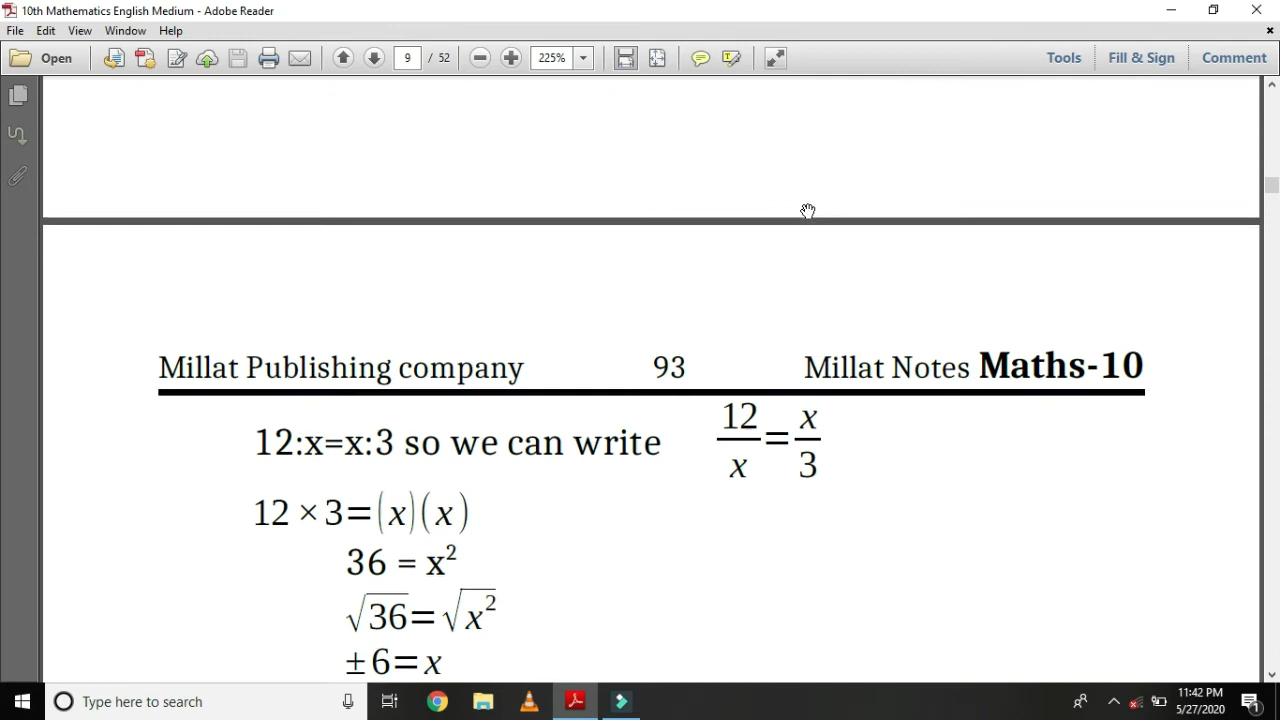 10th Mathematics English Medium - Adobe Reader
File Edit View Window Help
Open 9 / 52 225% Tools Fill & Sign Comment
Millat Publishing company 93 Millat Notes Maths-10
12:x=x:3 so we can write 12/x = x/3
12 × 3=(x)(x)
36 = x²
√36=√x²
±6=x
Type here to search
11:42 PM
5/27/2020
1